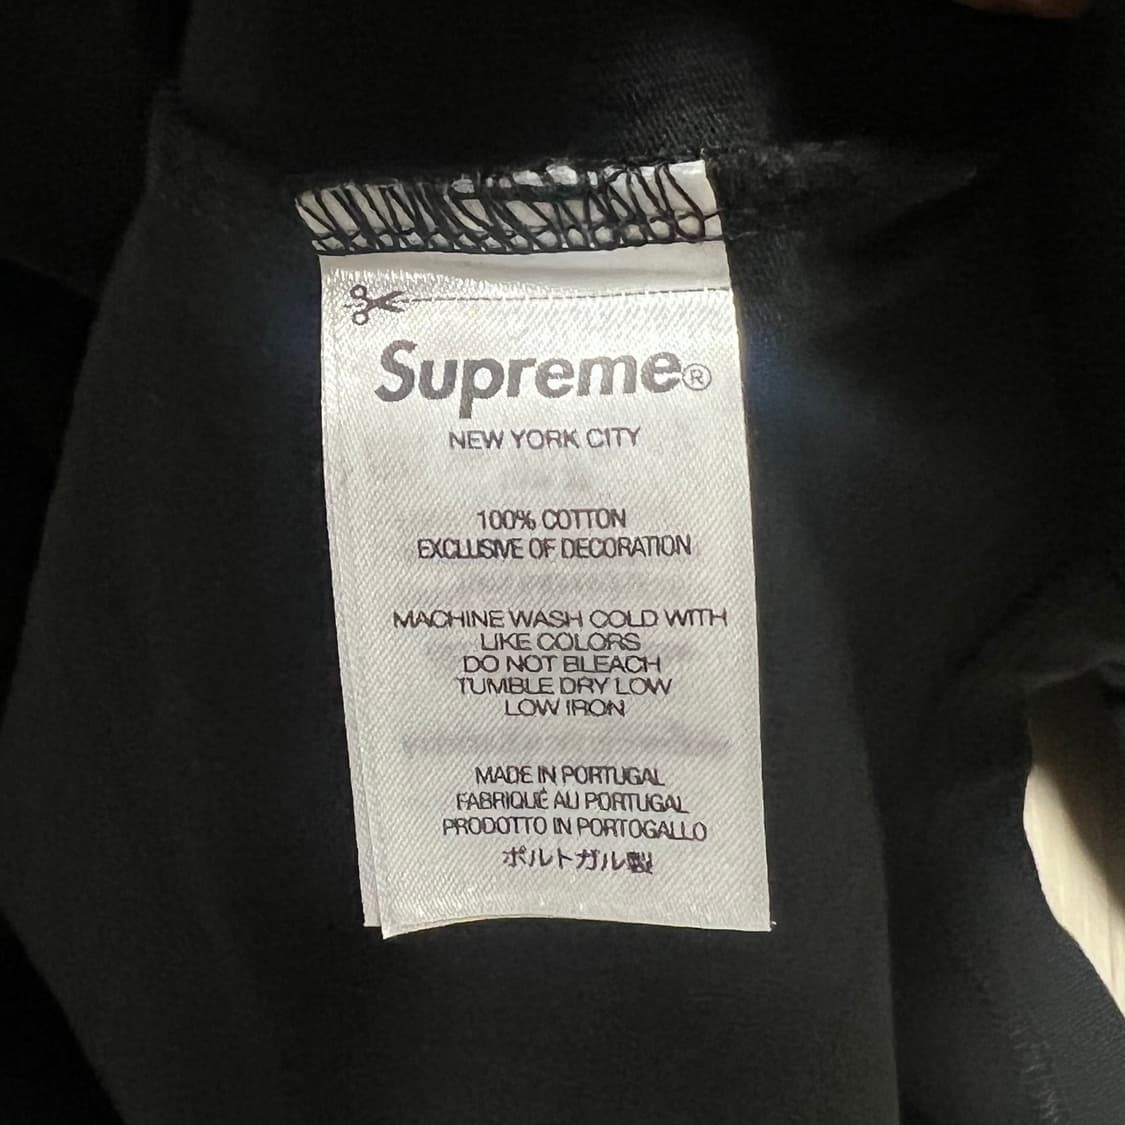 Supreme®
NEW YORK CITY
100% COTTON
EXCLUSIVE OF DECORATION
MACHINE WASH COLD WITH
LIKE COLORS
DO NOT BLEACH
TUMBLE DRY LOW
LOW IRON
MADE IN PORTUGAL
FABRIQUÉ AU PORTUGAL
PRODOTTO IN PORTOGALLO
ポルトガル製